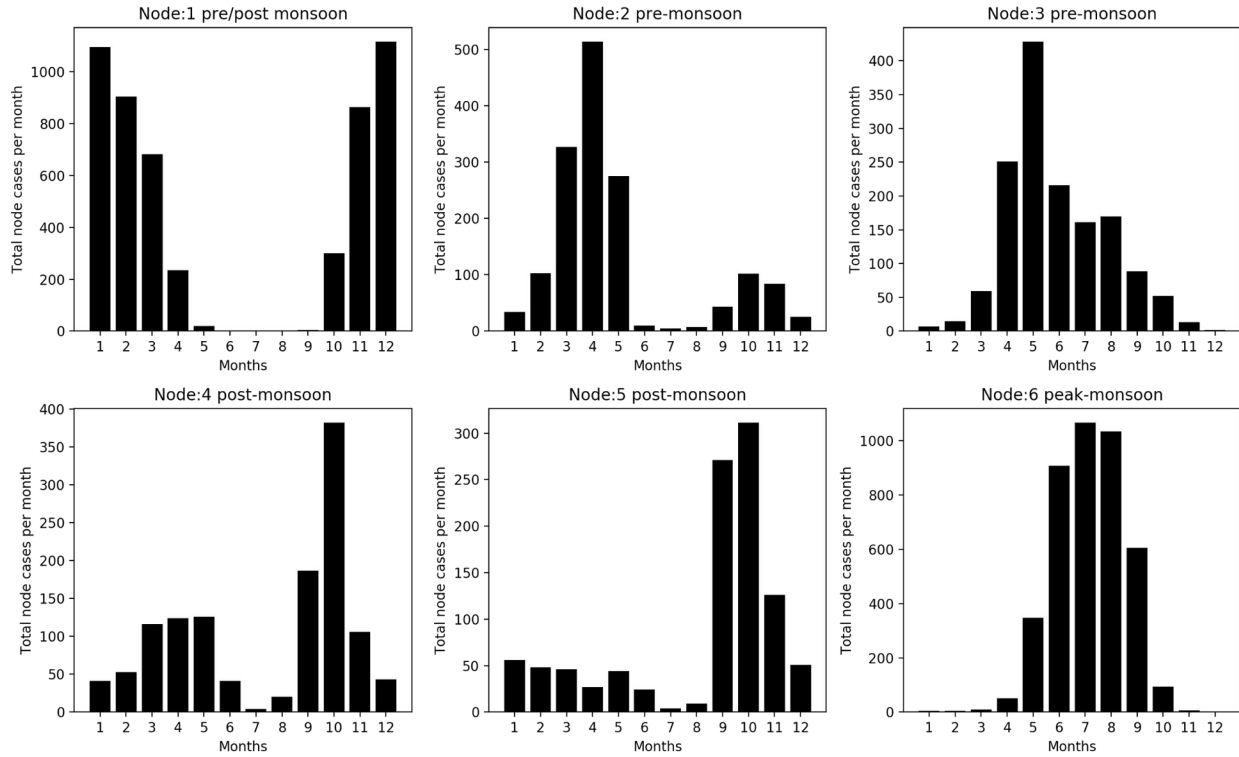 Node:1 pre/post monsoon
Total node cases per month
1000
800
600
400
200
0
1 2 3 4 5 6 7 8 9 10 11 12
Months
Node:2 pre-monsoon
Total node cases per month
500
400
300
200
100
0
1 2 3 4 5 6 7 8 9 10 11 12
Months
Node:3 pre-monsoon
Total node cases per month
400
350
300
250
200
150
100
50
0
1 2 3 4 5 6 7 8 9 10 11 12
Months
Node:4 post-monsoon
Total node cases per month
400
350
300
250
200
150
100
50
0
1 2 3 4 5 6 7 8 9 10 11 12
Months
Node:5 post-monsoon
Total node cases per month
300
250
200
150
100
50
0
1 2 3 4 5 6 7 8 9 10 11 12
Months
Node:6 peak-monsoon
Total node cases per month
1000
800
600
400
200
0
1 2 3 4 5 6 7 8 9 10 11 12
Months